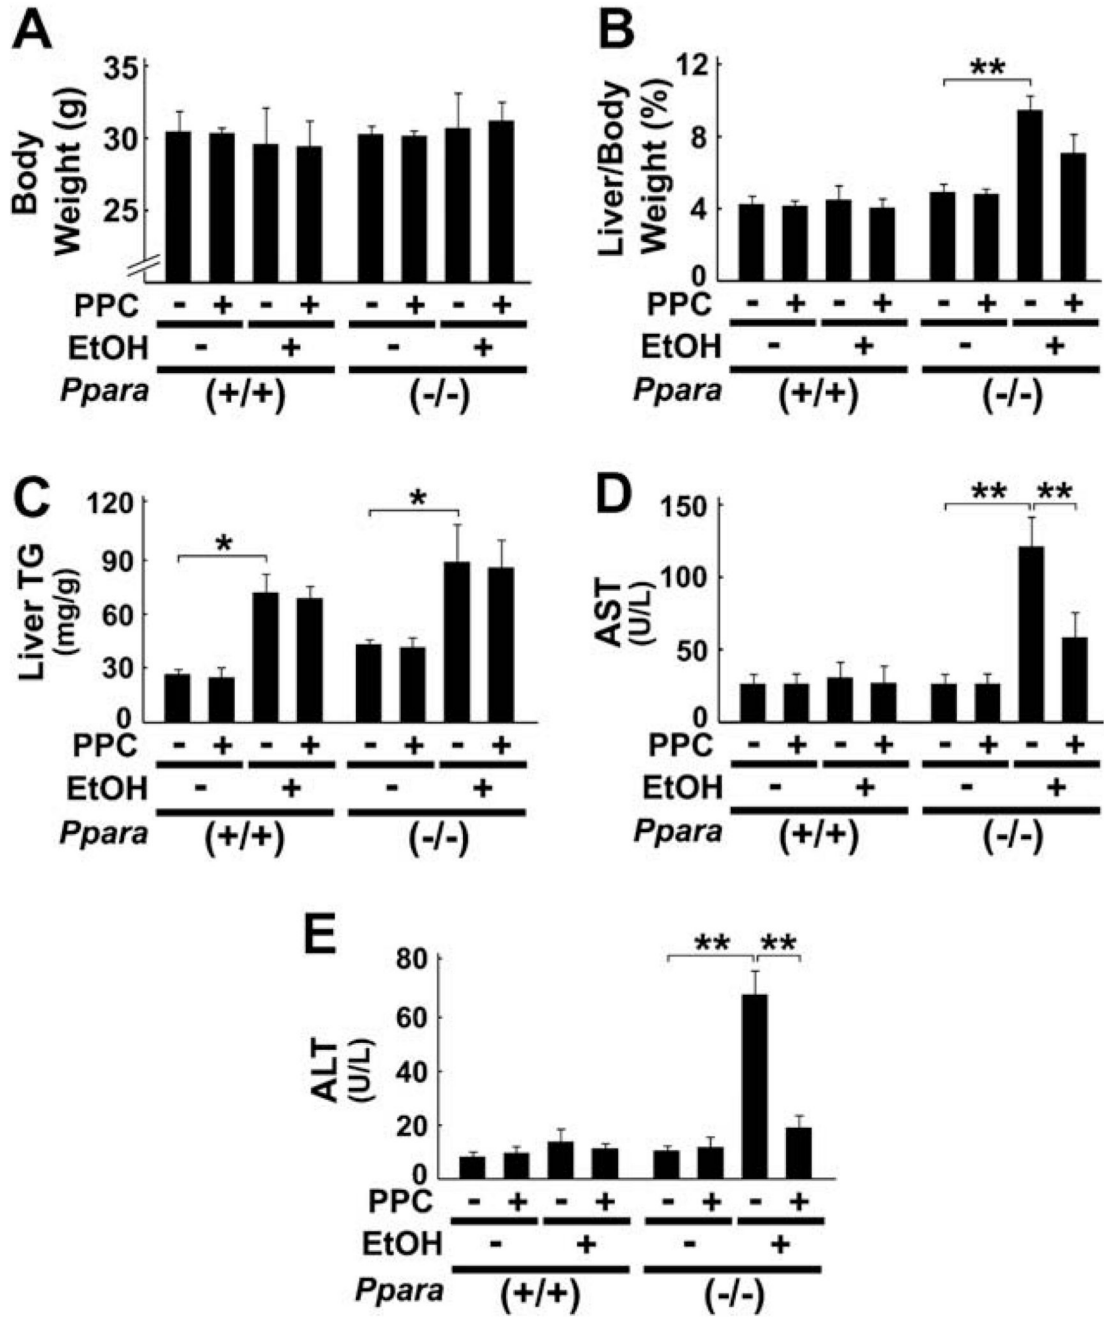 A
Body
Weight (g)
35
30
25
PPC - + - + - + - +
EtOH - + - +
Ppara (+/+) (-/-)
B
Liver/Body
Weight (%)
12
8
4
0
**
PPC - + - + - + - +
EtOH - + - +
Ppara (+/+) (-/-)
C
Liver TG
(mg/g)
120
90
60
30
0
* *
PPC - + - + - + - +
EtOH - + - +
Ppara (+/+) (-/-)
D
AST
(U/L)
150
100
50
0
** **
PPC - + - + - + - +
EtOH - + - +
Ppara (+/+) (-/-)
E
ALT
(U/L)
80
60
40
20
0
** **
PPC - + - + - + - +
EtOH - + - +
Ppara (+/+) (-/-)